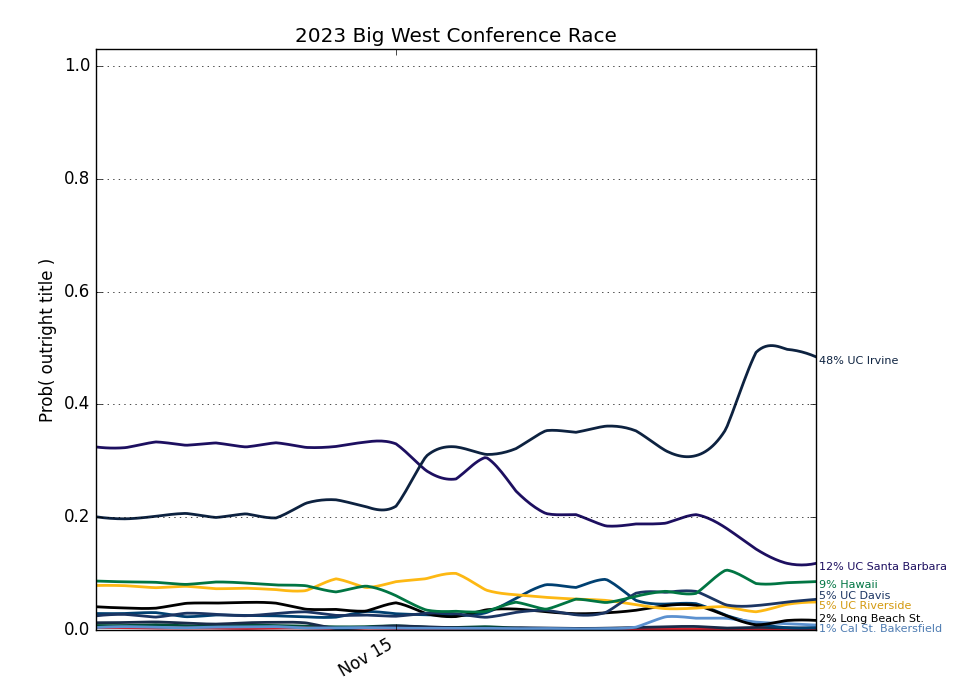 2023 Big West Conference Race
1.0
0.8
0.6
0.4
0.2
0.0
Prob( outright title )
Nov 15
48% UC Irvine
12% UC Santa Barbara
9% Hawaii
5% UC Davis
5% UC Riverside
2% Long Beach St.
1% Cal St. Bakersfield